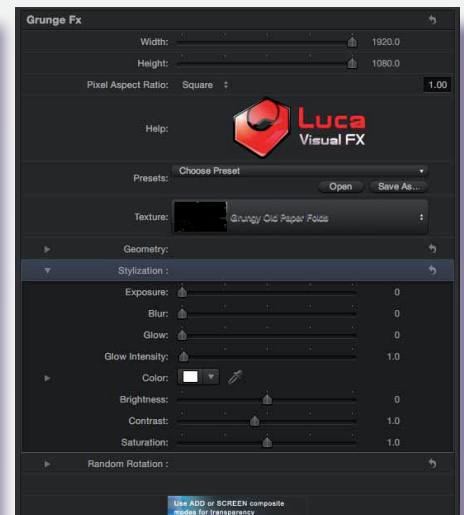 Grunge Fx
Width: 1920.0
Height: 1080.0
Pixel Aspect Ratio: Square 1.00
Help: Luca Visual FX
Presets: Choose Preset
Open Save As...
Texture: Grungy Old Paper Folds
Geometry:
Stylization :
Exposure: 0
Blur: 0
Glow: 0
Glow Intensity: 1.0
Color:
Brightness: 0
Contrast: 1.0
Saturation: 1.0
Random Rotation :
Use ADD or SCREEN composite
modes for transparency